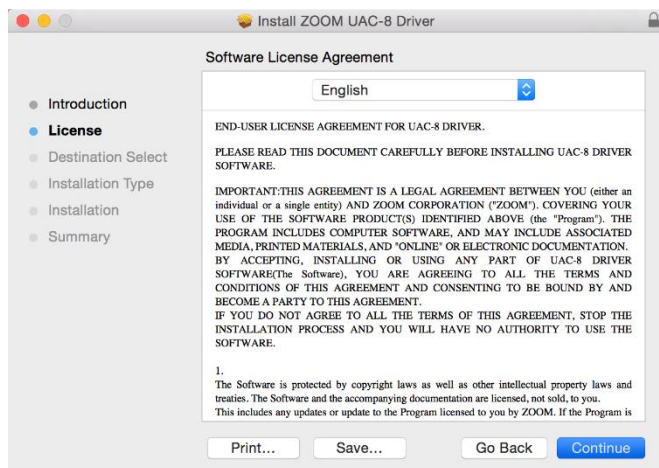 Install ZOOM UAC-8 Driver
Software License Agreement
Introduction
License
Destination Select
Installation Type
Installation
Summary
English
END-USER LICENSE AGREEMENT FOR UAC-8 DRIVER.
PLEASE READ THIS DOCUMENT CAREFULLY BEFORE INSTALLING UAC-8 DRIVER
SOFTWARE.
IMPORTANT:THIS AGREEMENT IS A LEGAL AGREEMENT BETWEEN YOU (either an
individual or a single entity) AND ZOOM CORPORATION ("ZOOM"). COVERING YOUR
USE OF THE SOFTWARE PRODUCT(S) IDENTIFIED ABOVE (the "Program"). THE
PROGRAM INCLUDES COMPUTER SOFTWARE, AND MAY INCLUDE ASSOCIATED
MEDIA, PRINTED MATERIALS, AND "ONLINE" OR ELECTRONIC DOCUMENTATION.
BY ACCEPTING, INSTALLING OR USING ANY PART OF UAC-8 DRIVER
SOFTWARE(The Software), YOU ARE AGREEING TO ALL THE TERMS AND
CONDITIONS OF THIS AGREEMENT AND CONSENTING TO BE BOUND BY AND
BECOME A PARTY TO THIS AGREEMENT.
IF YOU DO NOT AGREE TO ALL THE TERMS OF THIS AGREEMENT, STOP THE
INSTALLATION PROCESS AND YOU WILL HAVE NO AUTHORITY TO USE THE
SOFTWARE.
1.
The Software is protected by copyright laws as well as other intellectual property laws and
treaties. The Software and the accompanying documentation are licensed, not sold, to you.
This includes any updates or update to the Program licensed to you by ZOOM. If the Program is
Print...
Save...
Go Back
Continue